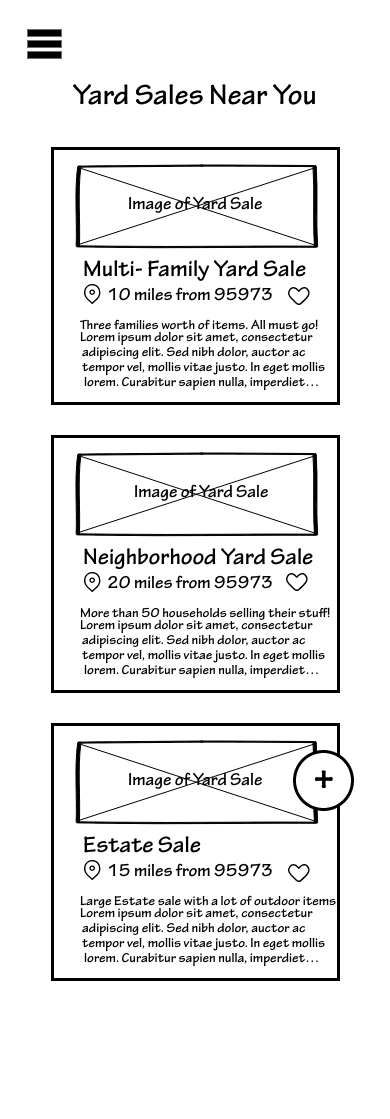 Yard Sales Near You
Image of Yard Sale
Multi- Family Yard Sale
10 miles from 95973
Three families worth of items. All must go!
Lorem ipsum dolor sit amet, consectetur
adipiscing elit. Sed nibh dolor, auctor ac
tempor vel, mollis vitae justo. In eget mollis
lorem. Curabitur sapien nulla, imperdiet...
Image of Yard Sale
Neighborhood Yard Sale
20 miles from 95973
More than 50 households selling their stuff!
Lorem ipsum dolor sit amet, consectetur
adipiscing elit. Sed nibh dolor, auctor ac
tempor vel, mollis vitae justo. In eget mollis
lorem. Curabitur sapien nulla, imperdiet...
Image of Yard Sale
+
Estate Sale
15 miles from 95973
Large Estate sale with a lot of outdoor items
Lorem ipsum dolor sit amet, consectetur
adipiscing elit. Sed nibh dolor, auctor ac
tempor vel, mollis vitae justo. In eget mollis
lorem. Curabitur sapien nulla, imperdiet...